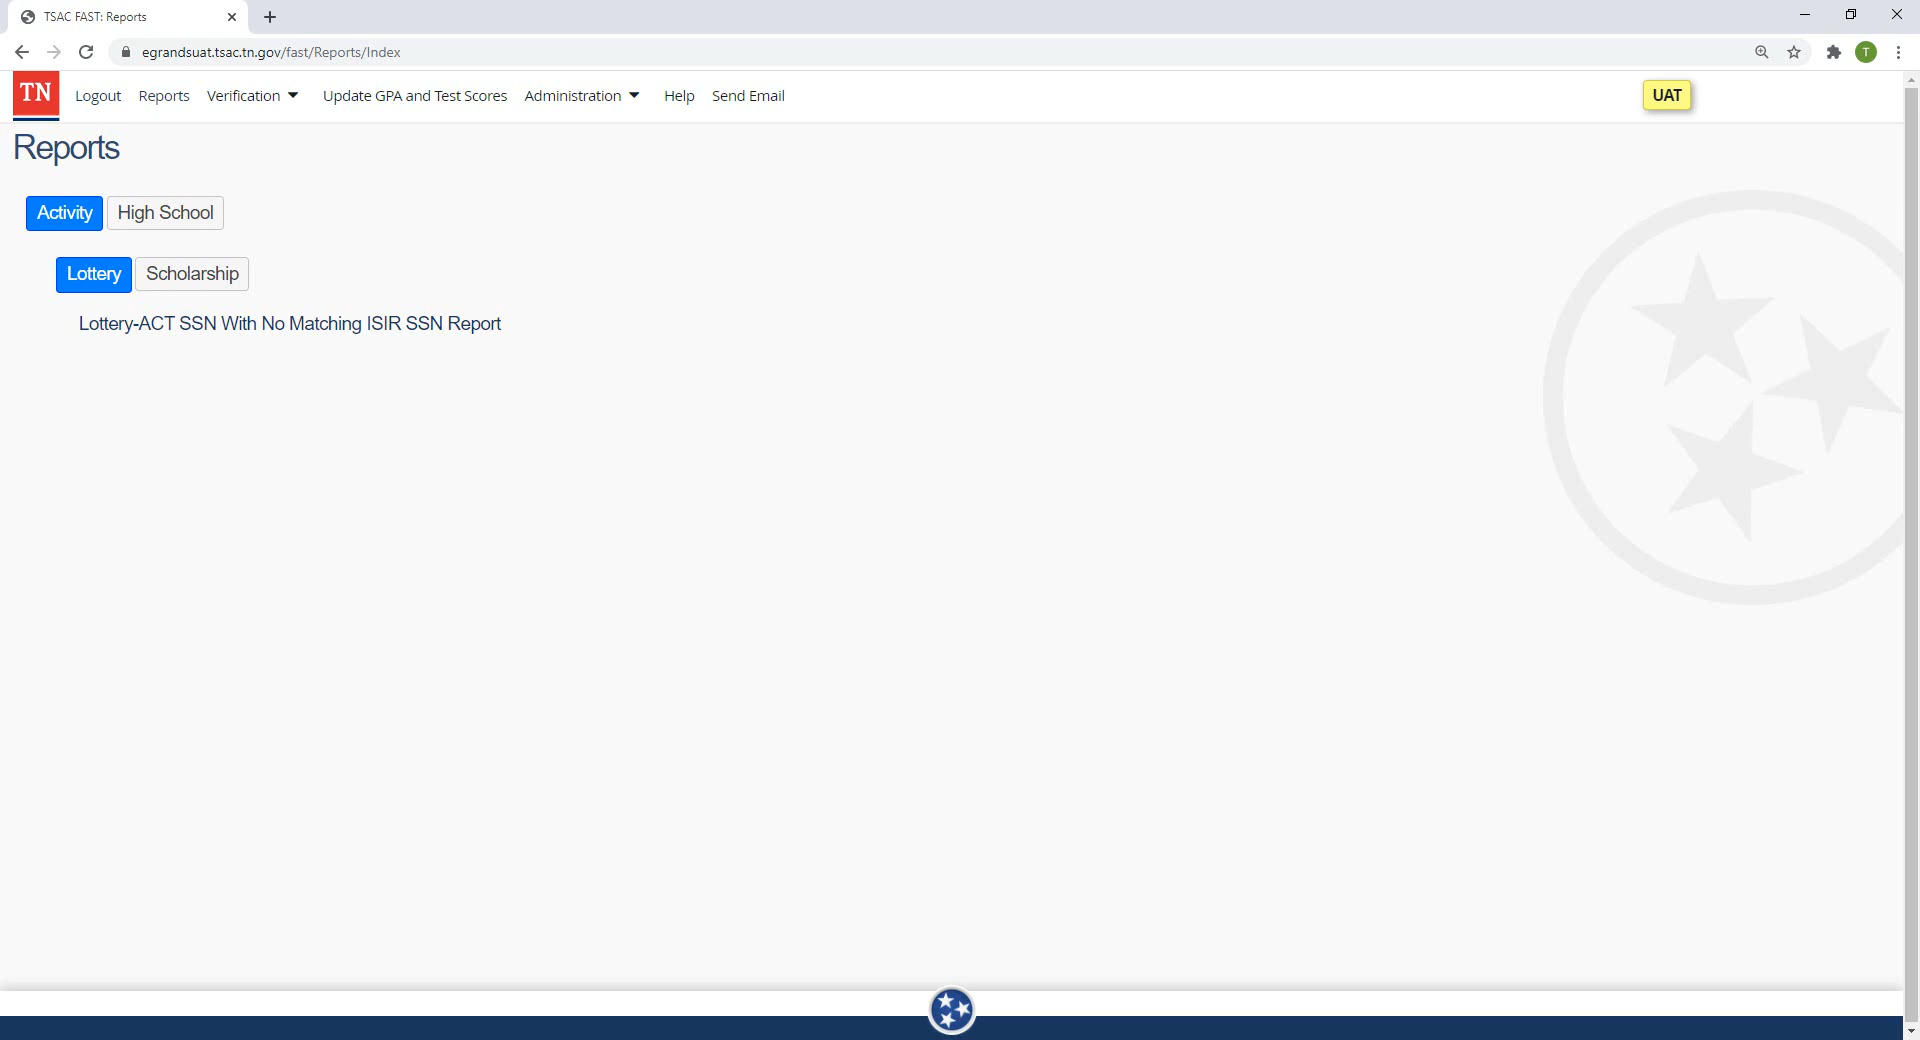 TSAC FAST: Reports
egrandsuat.tsac.tn.gov/fast/Reports/Index
T
TN Logout Reports Verification Update GPA and Test Scores Administration Help Send Email UAT
Reports
Activity High School
Lottery Scholarship
Lottery-ACT SSN With No Matching ISIR SSN Report